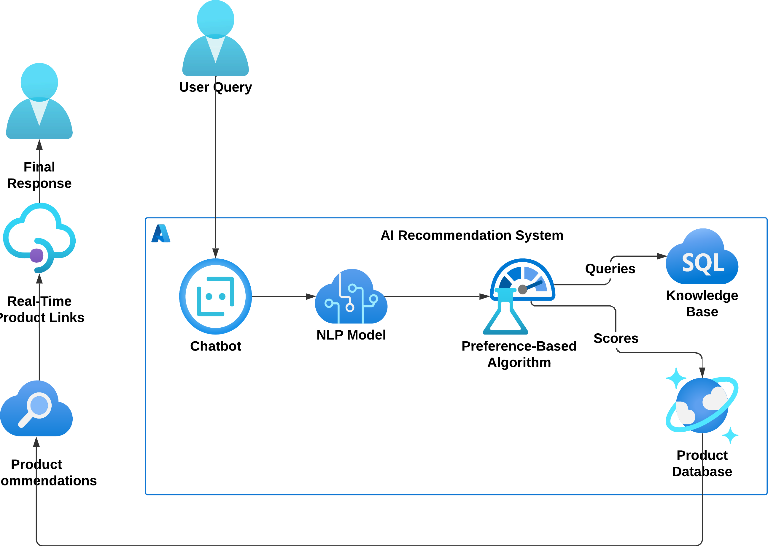 User Query
Final
Response
Real-Time
Product Links
Product
ommendations
AI Recommendation System
Chatbot
NLP Model
Preference-Based
Algorithm
Queries
Scores
SQL
Knowledge
Base
Product
Database